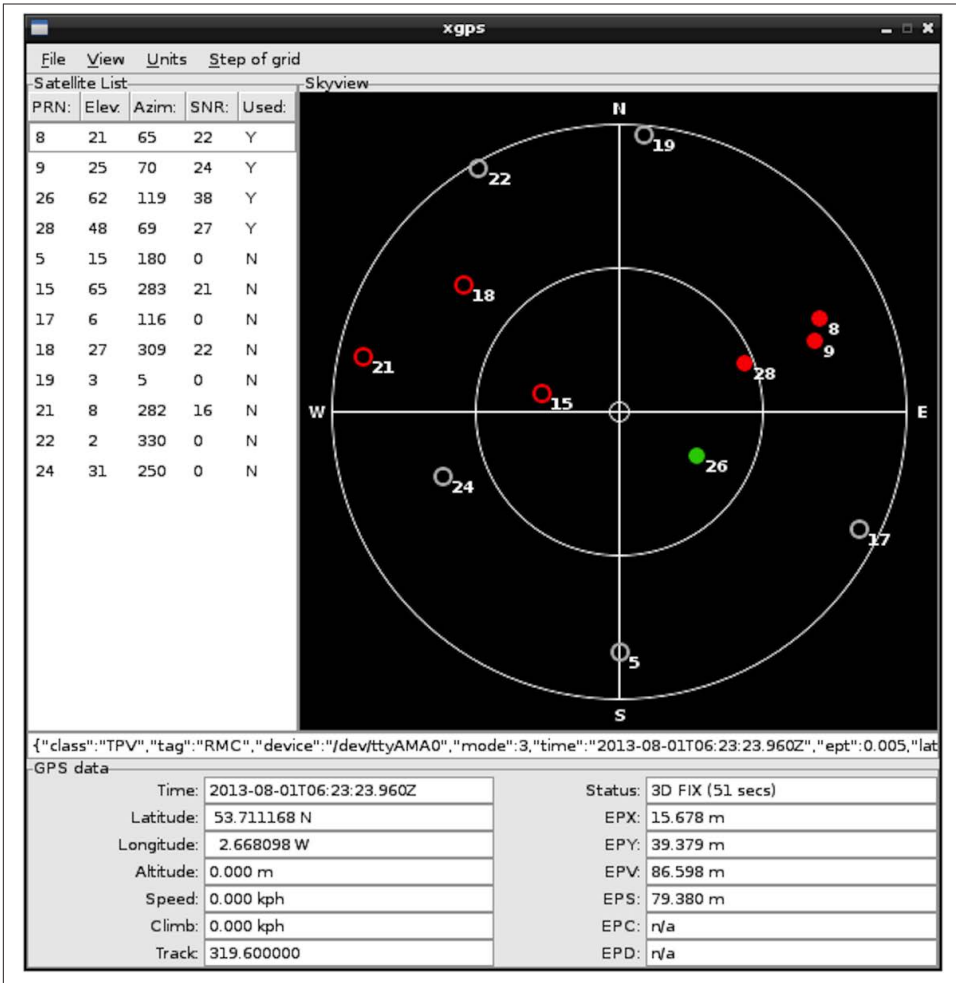 xgps
File View Units Step of grid
Satellite List Skyview
PRN: Elev: Azim: SNR: Used:
8 21 65 22 Y
9 25 70 24 Y
26 62 119 38 Y
28 48 69 27 Y
5 15 180 0 N
15 65 283 21 N
17 6 116 0 N
18 27 309 22 N
19 3 5 0 N
21 8 282 16 N
22 2 330 0 N
24 31 250 0 N
N
19
22
18
8
9
21
28
15
W
E
26
24
17
5
S
{"class":"TPV","tag":"RMC","device":"/dev/ttyAMA0","mode":3,"time":"2013-08-01T06:23:23.960Z","ept":0.005,"lat
GPS data
Time: 2013-08-01T06:23:23.960Z Status: 3D FIX (51 secs)
Latitude: 53.711168 N EPX: 15.678 m
Longitude: 2.668098 W EPY: 39.379 m
Altitude: 0.000 m EPV: 86.598 m
Speed: 0.000 kph EPS: 79.380 m
Climb: 0.000 kph EPC: n/a
Track: 319.600000 EPD: n/a